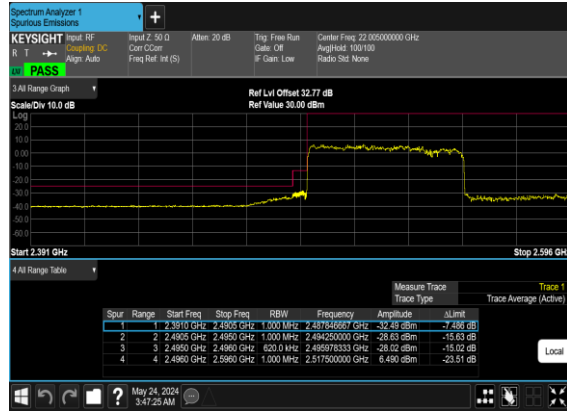 Spectrum Analyzer 1
Spurious Emissions
+
KEYSIGHT Input: RF Input Z: 50 Ω Atten: 20 dB Trig: Free Run Center Freq: 22.005000000 GHz
R T Coupling: DC Corr CCorr Gate: Off Avg|Hold: 100/100
Align: Auto Freq Ref: Int (S) IF Gain: Low Radio Std: None
LW PASS
3 All Range Graph
Ref Lvl Offset 32.77 dB
Scale/Div 10.0 dB Ref Value 30.00 dBm
Log
20.0
10.0
0.00
-10.0
-20.0
-30.0
-40.0
-50.0
-60.0
Start 2.391 GHz Stop 2.596 GH
4 All Range Table
Measure Trace Trace 1
Trace Type Trace Average (Active)
Spur Range Start Freq Stop Freq RBW Frequency Amplitude ΔLimit
1 1 2.3910 GHz 2.4905 GHz 1.000 MHz 2.487846667 GHz -32.49 dBm -7.486 dB
2 2 2.4905 GHz 2.4950 GHz 1.000 MHz 2.494250000 GHz -28.63 dBm -15.63 dB
3 3 2.4950 GHz 2.4960 GHz 620.0 kHz 2.495978333 GHz -28.02 dBm -15.02 dB
4 4 2.4960 GHz 2.5960 GHz 1.000 MHz 2.517500000 GHz 6.490 dBm -23.51 dB
Local
? May 24, 2024
3:47:25 AM